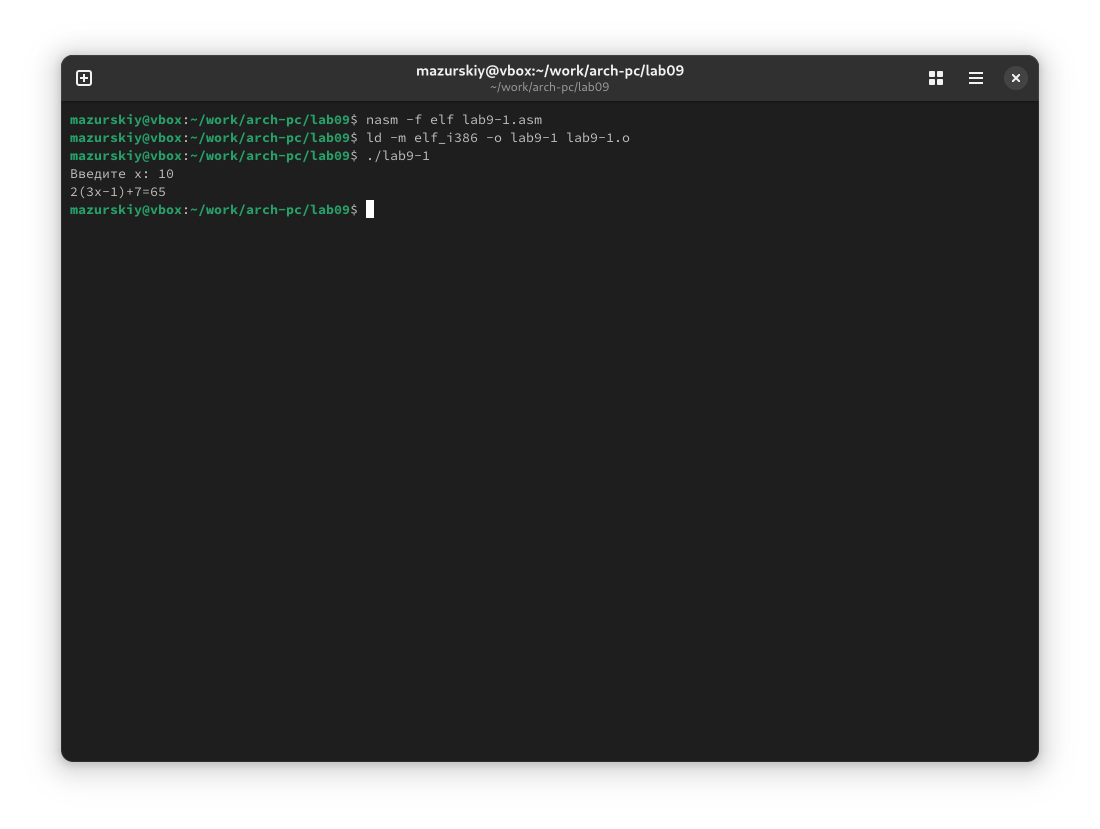 mazurskiy@vbox:~/work/arch-pc/lab09
~/work/arch-pc/lab09
mazurskiy@vbox:~/work/arch-pc/lab09$ nasm -f elf lab9-1.asm
mazurskiy@vbox:~/work/arch-pc/lab09$ ld -m elf_i386 -o lab9-1 lab9-1.o
mazurskiy@vbox:~/work/arch-pc/lab09$ ./lab9-1
Введите x: 10
2(3x-1)+7=65
mazurskiy@vbox:~/work/arch-pc/lab09$